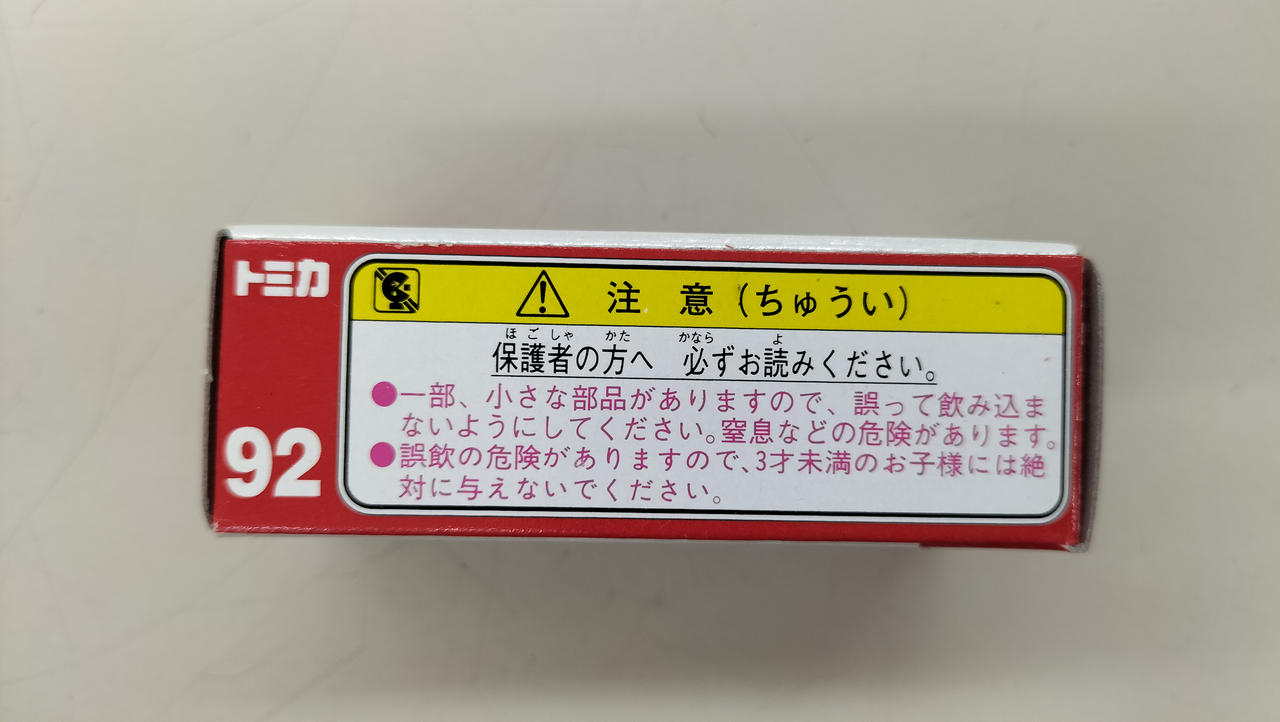 トミカ
92
注 意 (ちゅうい)
ほ ご しゃ かた かなら よ
保護者の方へ 必ずお読みください。
●一部、小さな部品がありますので、誤って飲み込ま
ないようにしてください。窒息などの危険があります。
●誤飲の危険がありますので、3才未満のお子様には絶
対に与えないでください。